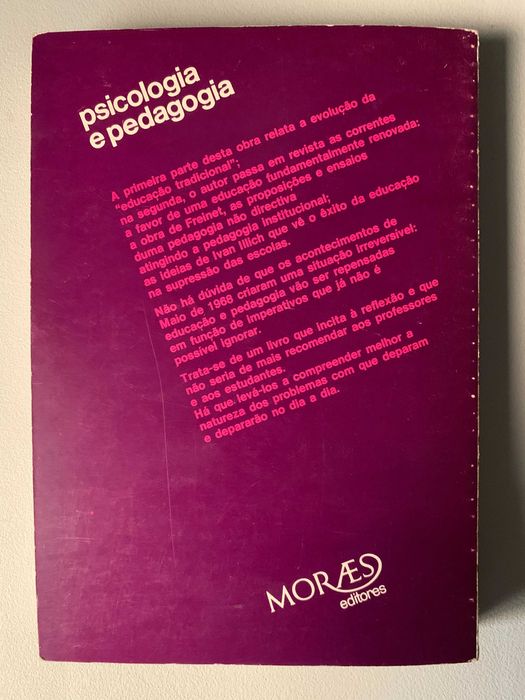 psicologia
e pedagogia
A primeira parte desta obra relata a evolução da
"educação tradicional";
na segunda, o autor passa em revista as correntes
a favor de uma educação fundamentalmente renovada:
a obra de Freinet, as proposições e ensaios
duma pedagogia não directiva
atingindo a pedagogia institucional;
as ideias de Ivan Illich que vê o êxito da educação
na supressão das escolas.
Não há dúvida de que os acontecimentos de
Maio de 1968 criaram uma situação irreversível:
educação e pedagogia vão ser repensadas
em função de imperativos que já não é
possível ignorar.
Trata-se de um livro que incita à reflexão e que
não seria de mais recomendar aos professores
e aos estudantes.
Há que levá-los a compreender melhor a
natureza dos problemas com que deparam
e depararão no dia a dia.
MORÆS
editores